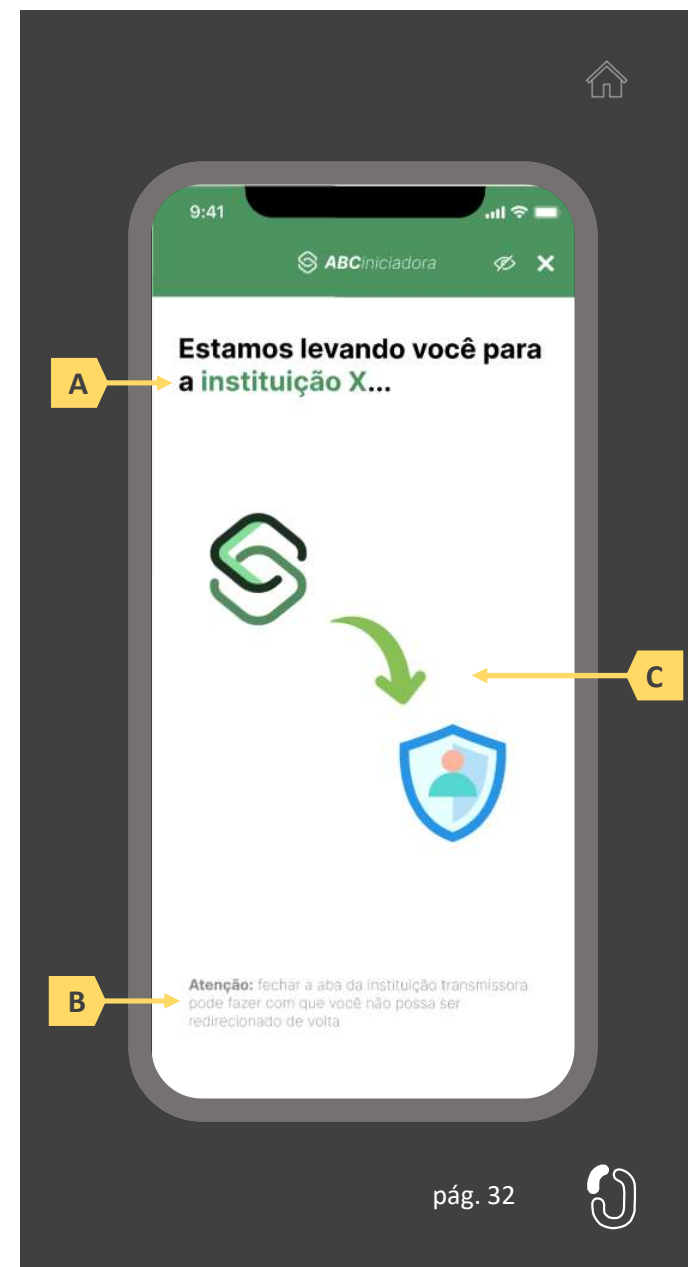 9:41
ABCiniciadora
Estamos levando você para
a instituição X...
A
C
Atenção: fechar a aba da instituição transmissora
pode fazer com que você não possa ser
redirecionado de volta
B
pág. 32